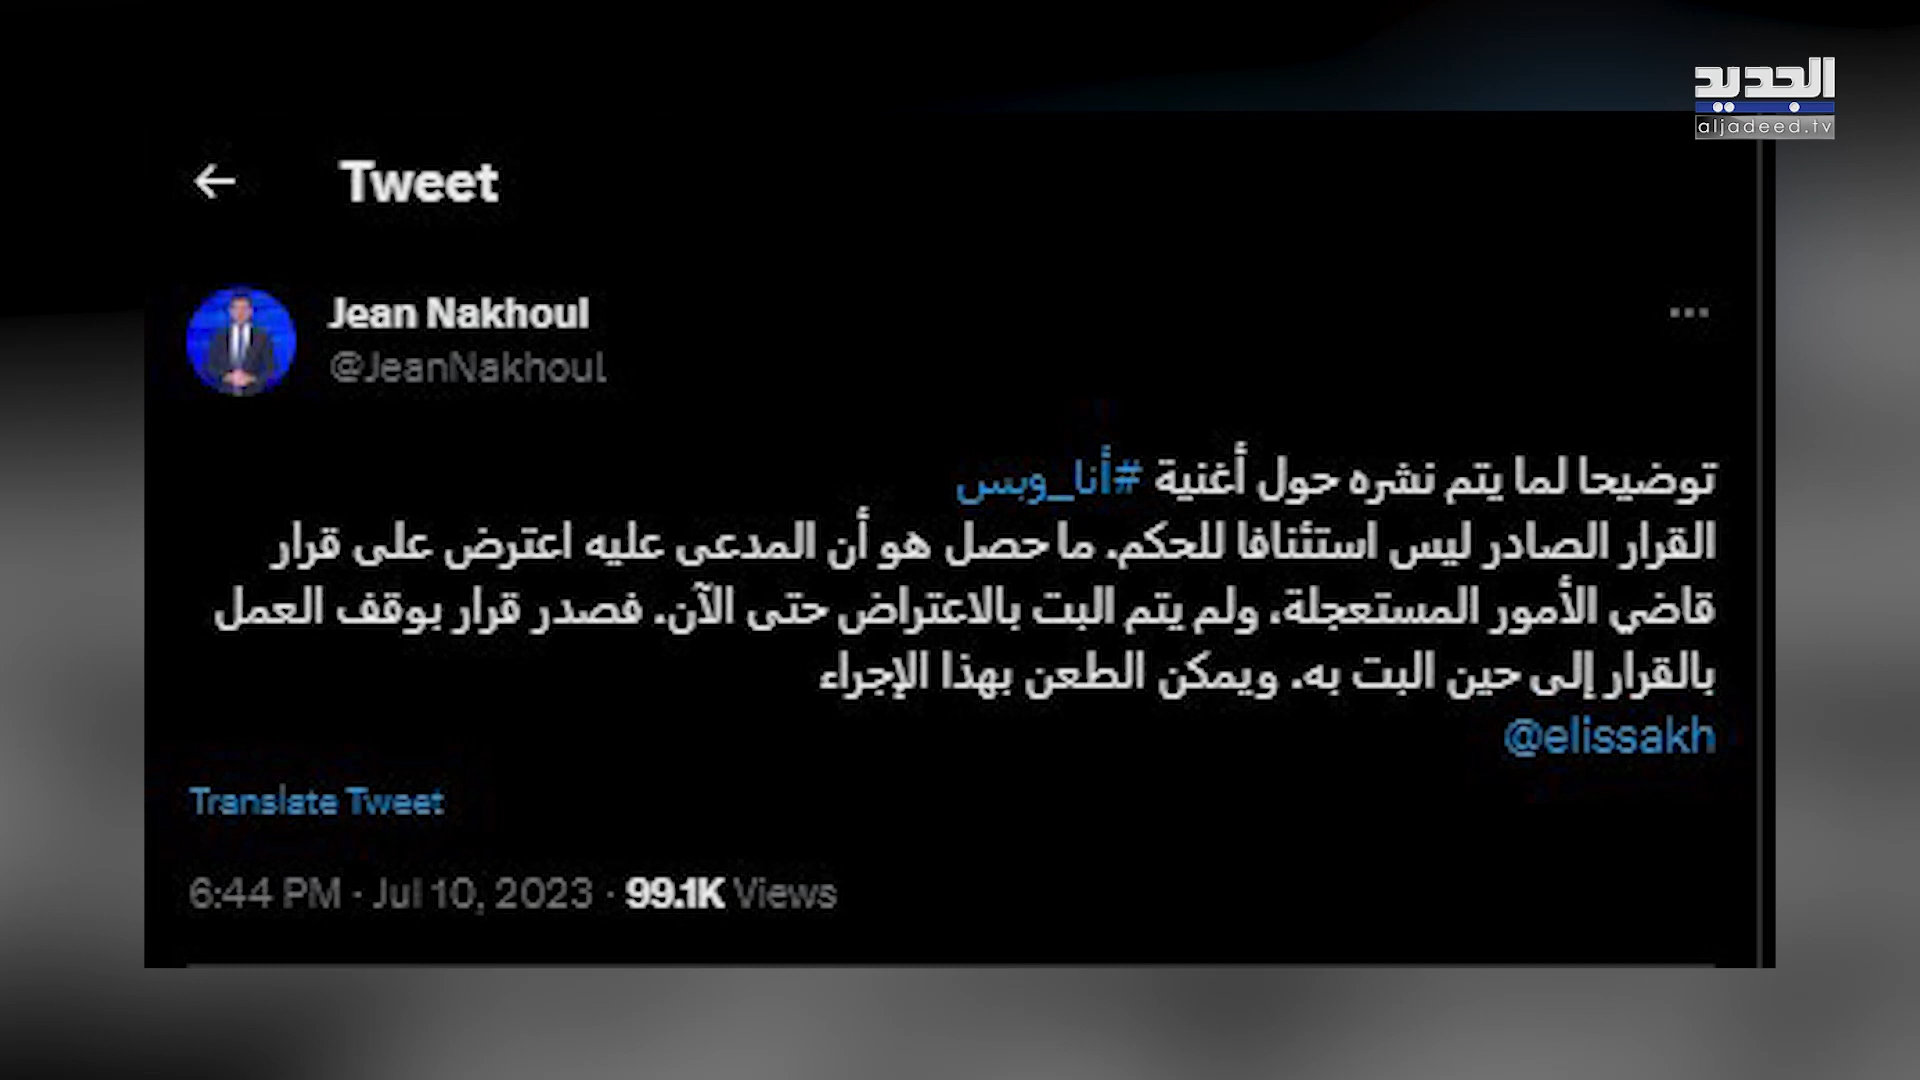 الجديد
aljadeed.tv
Tweet
Jean Nakhoul
@JeanNakhoul
توضيحا لما يتم نشره حول أغنية #أنا_وبس
القرار الصادر ليس استئنافا للحكم. ما حصل هو أن المدعى عليه اعترض على قرار
قاضي الأمور المستعجلة، ولم يتم البت بالاعتراض حتى الآن. فصدر قرار بوقف العمل
بالقرار إلى حين البت به. ويمكن الطعن بهذا الإجراء
@elissakh
Translate Tweet
6:44 PM · Jul 10, 2023 · 99.1K Views